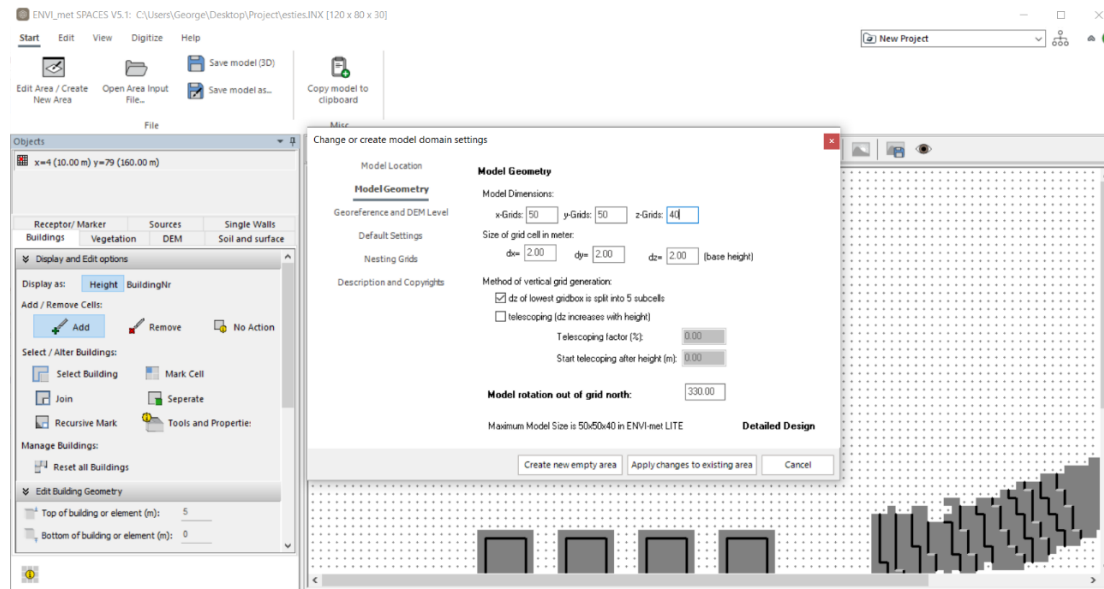 ENVI_met SPACES V5.1: C:\Users\George\Desktop\Project\esties.INX [120 x 80 x 30]
Start Edit View Digitize Help
New Project
Edit Area / Create New Area
Open Area Input File...
Save model (3D)
Save model as...
Copy model to clipboard
File
Misc
Objects
x=4 (10.00 m) y=79 (160.00 m)
Receptor/ Marker Sources Single Walls
Buildings Vegetation DEM Soil and surface
Display and Edit options
Display as: Height BuildingNr
Add / Remove Cells:
Add Remove No Action
Select / Alter Buildings:
Select Building Mark Cell
Join Seperate
Recursive Mark Tools and Propertie:
Manage Buildings:
Reset all Buildings
Edit Building Geometry
Top of building or element (m): 5
Bottom of building or element (m): 0
Change or create model domain settings
Model Location
Model Geometry
Georeference and DEM Level
Default Settings
Nesting Grids
Description and Copyrights
Model Geometry
Model Dimensions:
x-Grids: 50 y-Grids: 50 z-Grids: 40
Size of grid cell in meter:
dx= 2.00 dy= 2.00 dz= 2.00 (base height)
Method of vertical grid generation:
dz of lowest gridbox is split into 5 subcells
telescoping (dz increases with height)
Telescoping factor (%): 0.00
Start telecoping after height (m): 0.00
Model rotation out of grid north: 330.00
Maximum Model Size is 50x50x40 in ENVI-met LITE Detailed Design
Create new empty area Apply changes to existing area Cancel